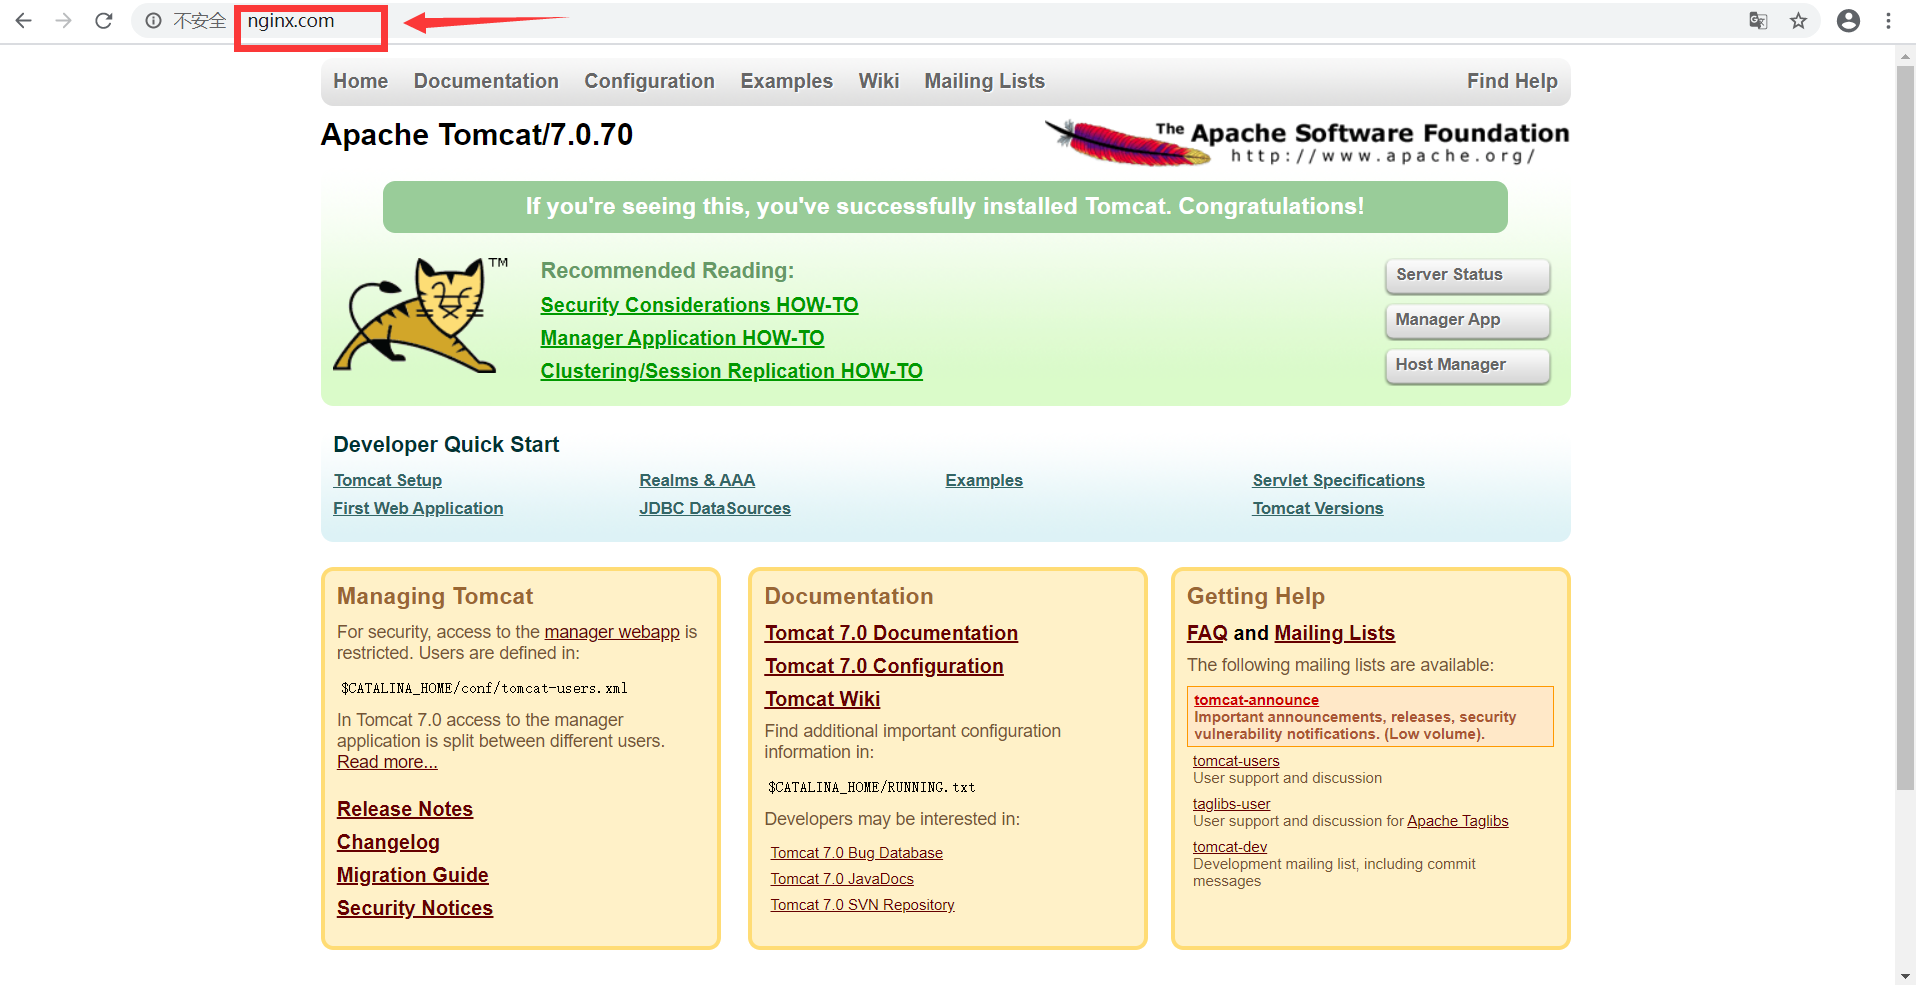 不安全 nginx.com
Home Documentation Configuration Examples Wiki Mailing Lists Find Help
Apache Tomcat/7.0.70
The Apache Software Foundation
http://www.apache.org/
If you're seeing this, you've successfully installed Tomcat. Congratulations!
TM
Recommended Reading:
Security Considerations HOW-TO
Manager Application HOW-TO
Clustering/Session Replication HOW-TO
Server Status
Manager App
Host Manager
Developer Quick Start
Tomcat Setup
First Web Application
Realms & AAA
JDBC DataSources
Examples
Servlet Specifications
Tomcat Versions
Managing Tomcat
For security, access to the manager webapp is
restricted. Users are defined in:
$CATALINA_HOME/conf/tomcat-users.xml
In Tomcat 7.0 access to the manager
application is split between different users.
Read more...
Release Notes
Changelog
Migration Guide
Security Notices
Documentation
Tomcat 7.0 Documentation
Tomcat 7.0 Configuration
Tomcat Wiki
Find additional important configuration
information in:
$CATALINA_HOME/RUNNING.txt
Developers may be interested in:
Tomcat 7.0 Bug Database
Tomcat 7.0 JavaDocs
Tomcat 7.0 SVN Repository
Getting Help
FAQ and Mailing Lists
The following mailing lists are available:
tomcat-announce
Important announcements, releases, security
vulnerability notifications. (Low volume).
tomcat-users
User support and discussion
taglibs-user
User support and discussion for Apache Taglibs
tomcat-dev
Development mailing list, including commit
messages